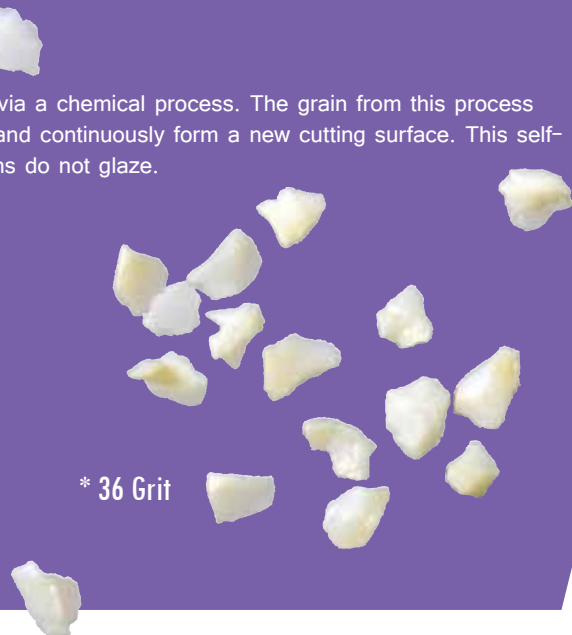 via a chemical process. The grain from this process
and continuously form a new cutting surface. This self-
ns do not glaze.
* 36 Grit